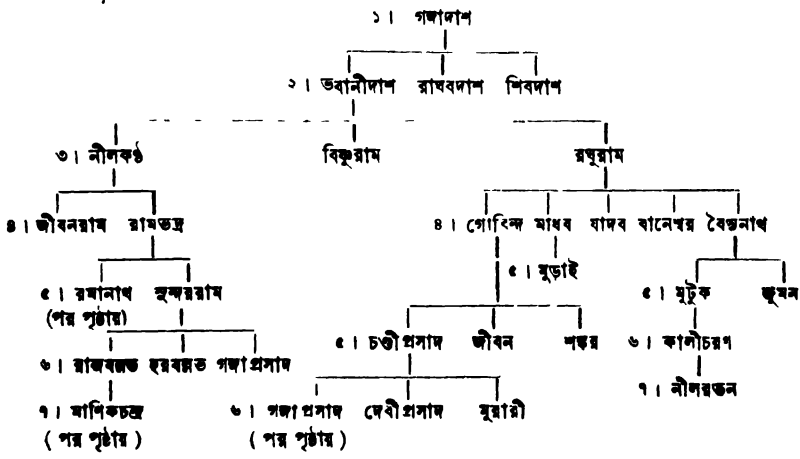 ১। গঙ্গাদাশ
২। ভবানীদাশ রাঘবদাশ শিবদাশ
৩। নীলকণ্ঠ বিষ্ণুরাম রঘুরাম
৪। জীবনরাম রামভদ্র ৪। গোবিন্দ মাধব যাদব বানেশ্বর বৈদ্যনাথ
৫। মুড়াই
৫। রমানাথ সুন্দররাম ৫। মুটুক ঝুমন
(পর পৃষ্ঠায়)
৬। রাজবল্লভ হরবল্লভ গঙ্গাপ্রসাদ ৫। চণ্ডীপ্রসাদ জীবন শঙ্কর ৬। কালীচরণ
৭। নীলরতন
৭। মাণিকচন্দ্র ৬। গঙ্গাপ্রসাদ দেবীপ্রসাদ মুরারী
(পর পৃষ্ঠায়) (পর পৃষ্ঠায়)